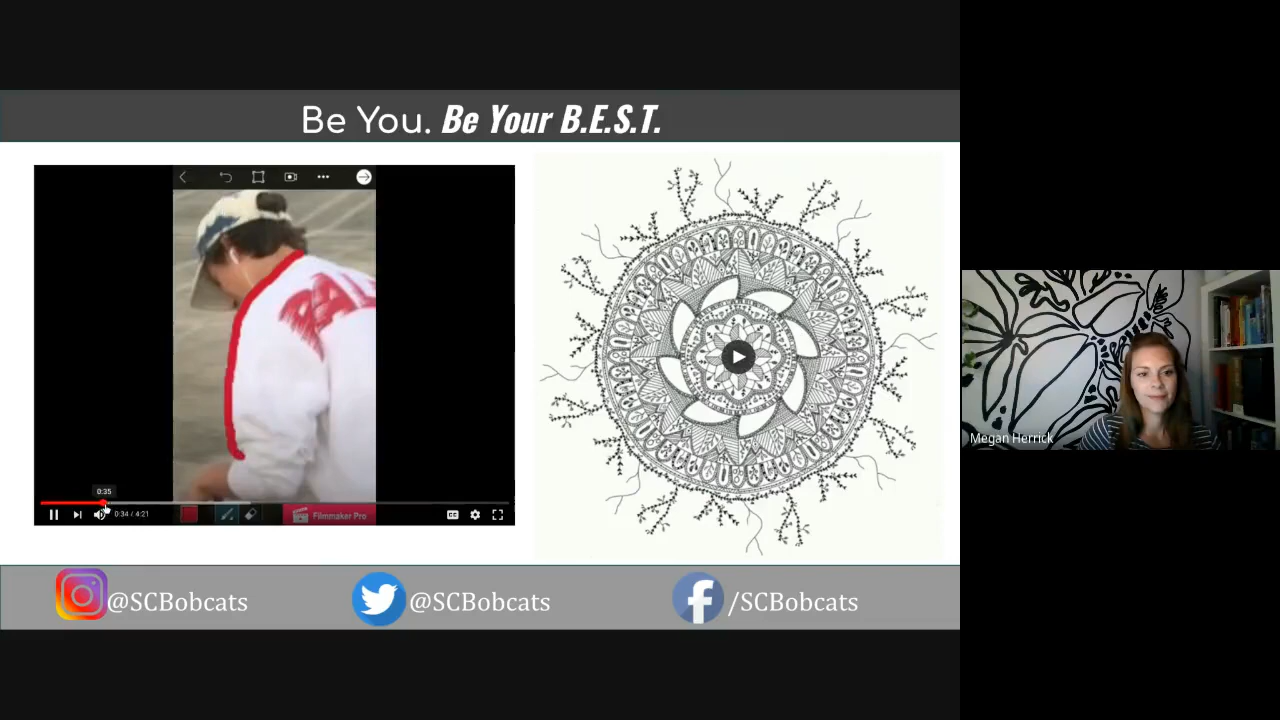 Be You. Be Your B.E.S.T.
0:35
0:34 / 4:21
Filmmaker Pro
Megan Herrick
@SCBobcats
@SCBobcats
/SCBobcats